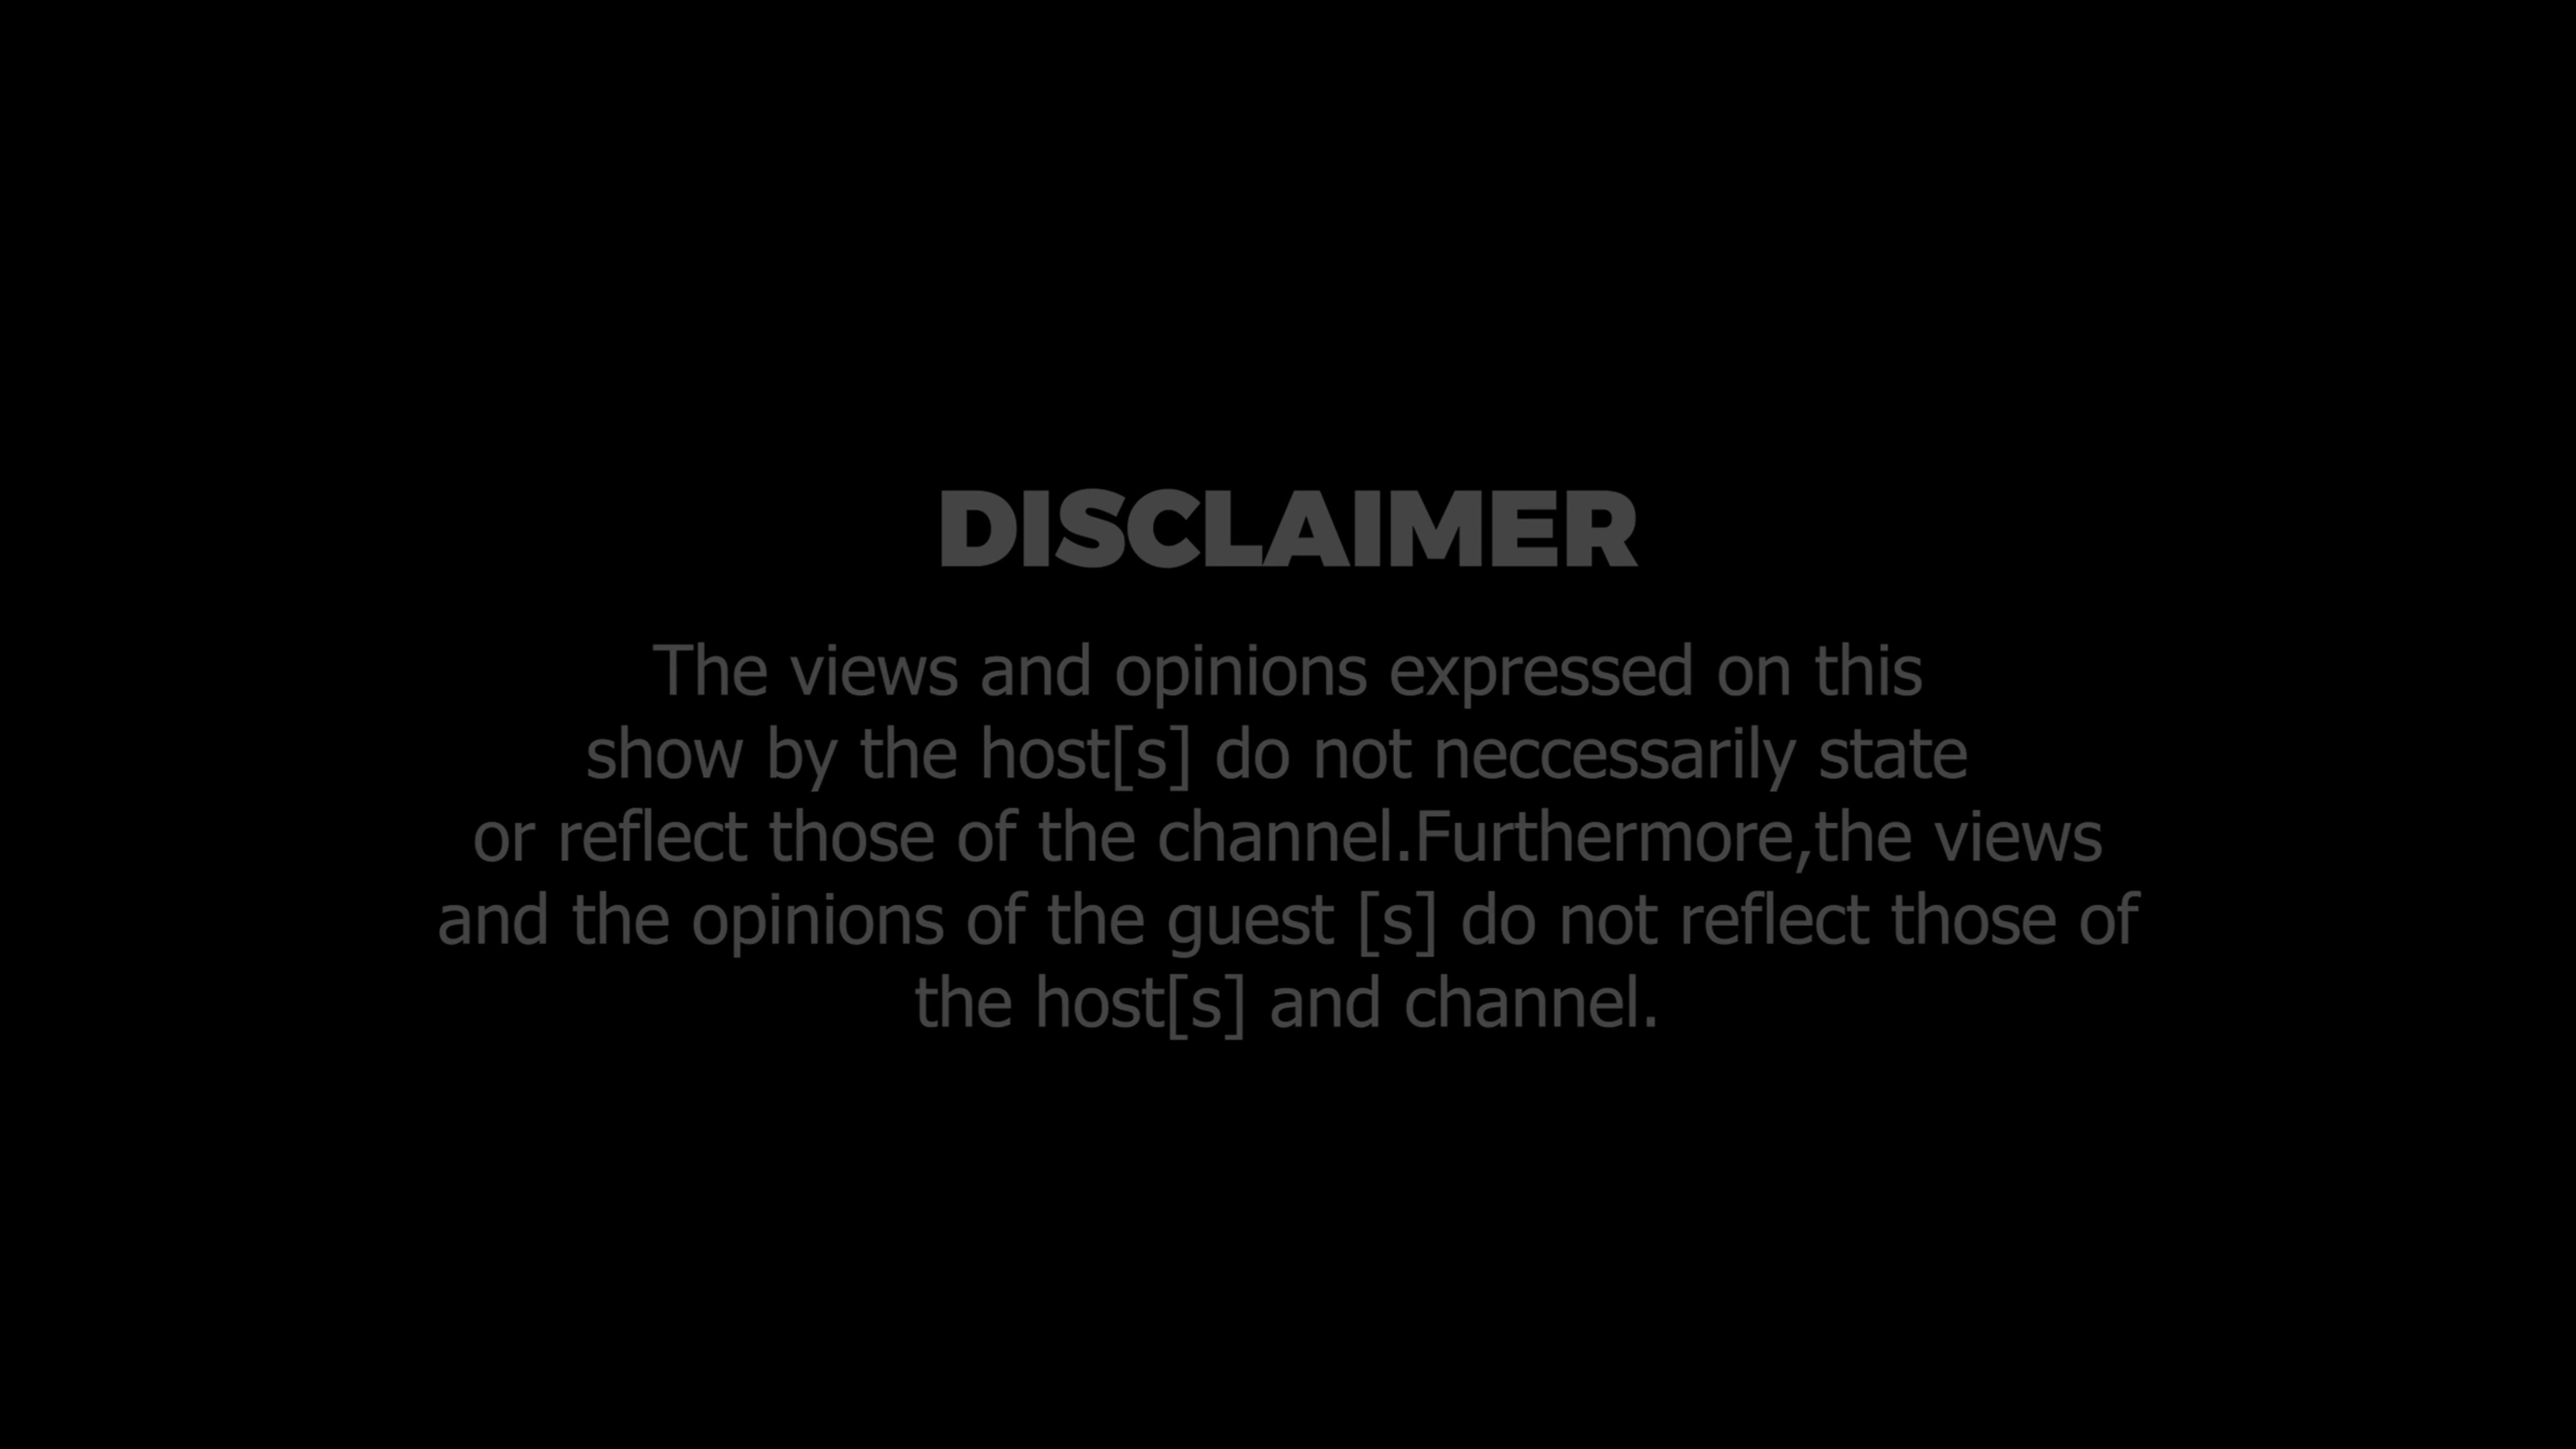 DISCLAIMER
The views and opinions expressed on this
show by the host[s] do not neccessarily state
or reflect those of the channel.Furthermore,the views
and the opinions of the guest [s] do not reflect those of
the host[s] and channel.